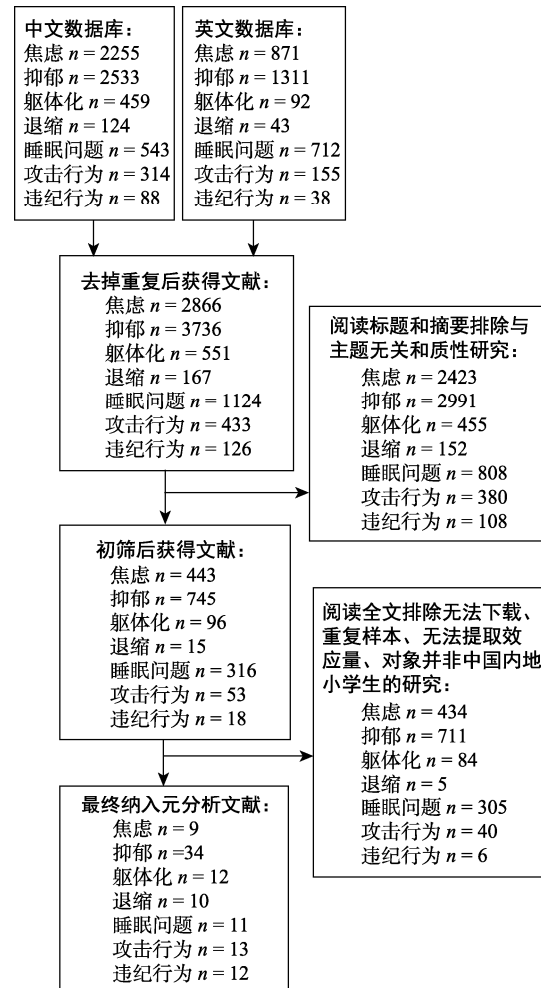 中文数据库：
焦虑 n = 2255
抑郁 n = 2533
躯体化 n = 459
退缩 n = 124
睡眠问题 n = 543
攻击行为 n = 314
违纪行为 n = 88
英文数据库：
焦虑 n = 871
抑郁 n = 1311
躯体化 n = 92
退缩 n = 43
睡眠问题 n = 712
攻击行为 n = 155
违纪行为 n = 38
去掉重复后获得文献：
焦虑 n = 2866
抑郁 n = 3736
躯体化 n = 551
退缩 n = 167
睡眠问题 n = 1124
攻击行为 n = 433
违纪行为 n = 126
阅读标题和摘要排除与
主题无关和质性研究：
焦虑 n = 2423
抑郁 n = 2991
躯体化 n = 455
退缩 n = 152
睡眠问题 n = 808
攻击行为 n = 380
违纪行为 n = 108
初筛后获得文献：
焦虑 n = 443
抑郁 n = 745
躯体化 n = 96
退缩 n = 15
睡眠问题 n = 316
攻击行为 n = 53
违纪行为 n = 18
阅读全文排除无法下载、
重复样本、无法提取效
应量、对象并非中国内地
小学生的研究：
焦虑 n = 434
抑郁 n = 711
躯体化 n = 84
退缩 n = 5
睡眠问题 n = 305
攻击行为 n = 40
违纪行为 n = 6
最终纳入元分析文献：
焦虑 n = 9
抑郁 n =34
躯体化 n = 12
退缩 n = 10
睡眠问题 n = 11
攻击行为 n = 13
违纪行为 n = 12